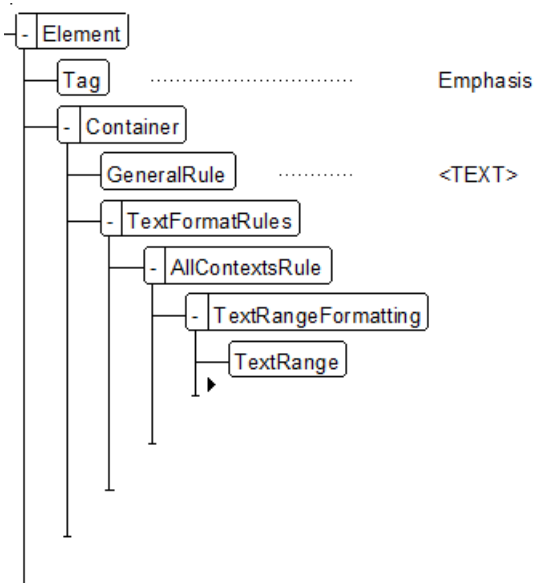 - Element
Tag .............................. Emphasis
- Container
GeneralRule ............ <TEXT>
- TextFormatRules
- AllContextsRule
- TextRangeFormatting
TextRange